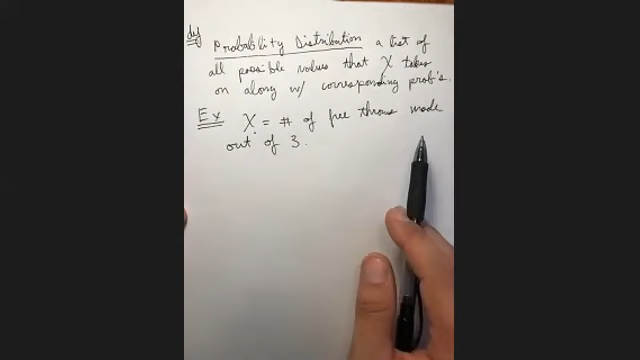 def Probability Distribution a list of
all possible values that X takes
on along w/ corresponding prob's.
Ex X = # of free throws made
out of 3.